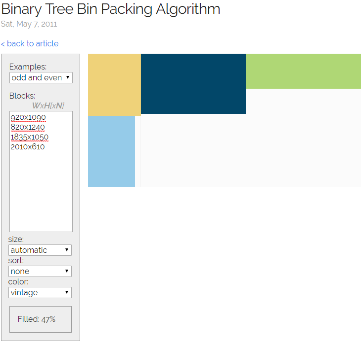 Binary Tree Bin Packing Algorithm
Sat, May 7, 2011
< back to article
Examples:
odd and even
Blocks:
WxH(xN)
920x1090
820x1240
1835x1050
2010x610
size:
automatic
sort:
none
color:
vintage
Filled: 47%